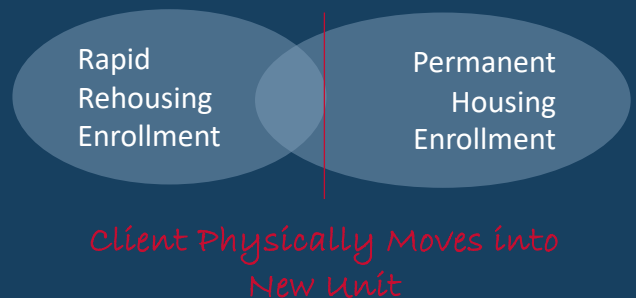 Rapid
Rehousing
Enrollment
Permanent
Housing
Enrollment
Client Physically Moves into
New Unit